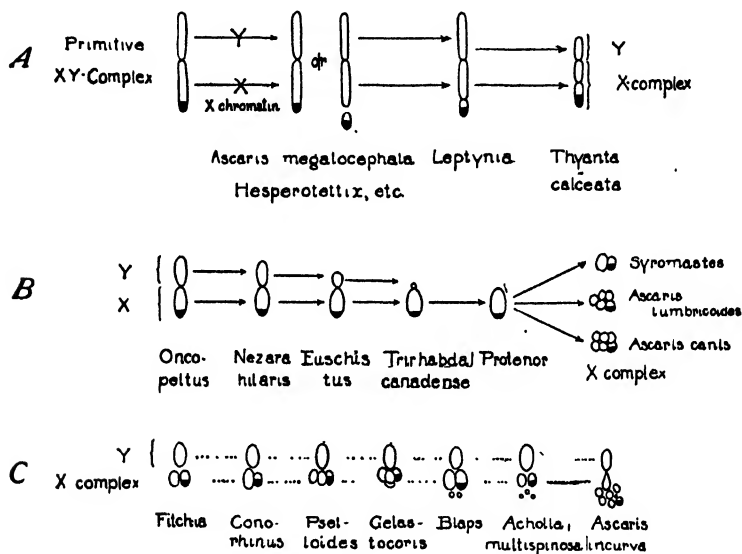 A
Primitive
XY-Complex
Y
X
X chromatin
or
Y
X-complex
Ascaris megalocephala
Hesperotettix, etc.
Leptynia
Thyanta
calceata
B
Y
X
Syromastes
Ascaris
lumbricoides
Ascaris canis
X complex
Onco-
peltus
Nezara
hilaris
Euschis
tus
Trirhabda
canadense
Protenor
C
Y
X complex
Fitchia
Cono-
rhinus
Psel-
lioides
Gelas-
tocoris
Blaps
Acholla,
multispinosa
Ascaris
incurva